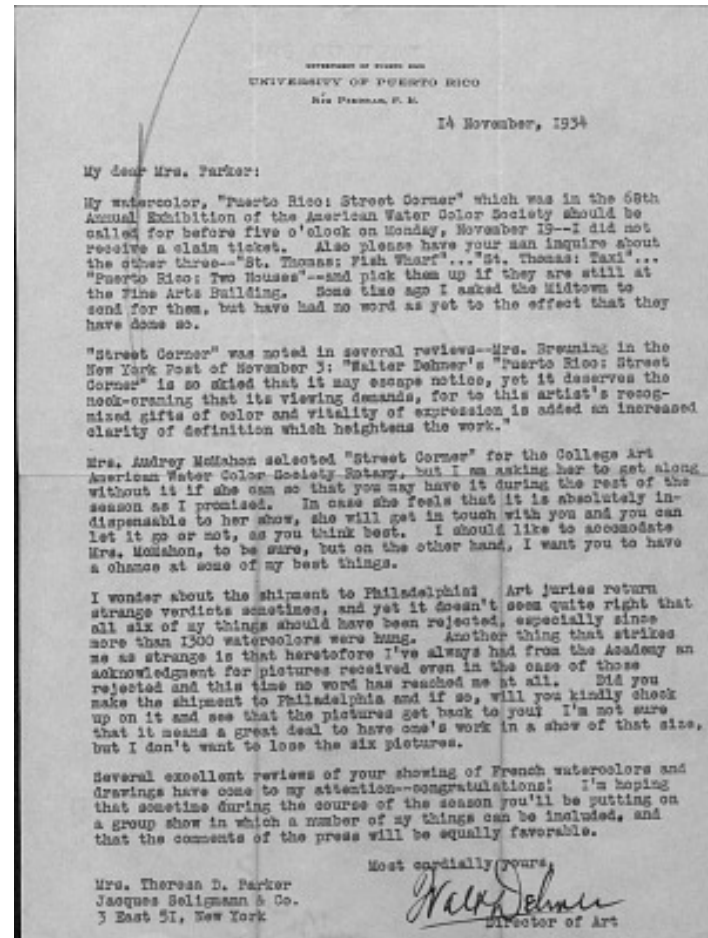 UNIVERSITY OF PUERTO RICO
14 November, 1934
My dear Mrs. Parker:
My watercolor, "Puerto Rico: Street Corner" which was in the 68th
Annual Exhibition of the American Water Color Society should be
called for before five o'clock on Monday, November 19--I did not
receive a claim ticket. Also please have your man inquire about
the other three--"St. Thomas: Fish Wharf"..."St. Thomas: Taxi"...
"Puerto Rico: Two Houses"--and pick them up if they are still at
the Fine Arts Building. Some time ago I asked the Midtown to
send for them, but have had no word as yet to the effect that they
have done so.
"Street Corner" was noted in several reviews--Mrs. Breuning in the
New York Post of November 3: "Walter Dehner's "Puerto Rico: Street
Corner" is so skied that it may escape notice, yet it deserves the
neck-craning that its viewing demands, for to this artist's recog-
nized gifts of color and vitality of expression is added an increased
clarity of definition which heightens the work."
Mrs. Audrey McMahon selected "Street Corner" for the College Art
American Water Color Society Rotary, but I am asking her to get along
without it if she can so that you may have it during the rest of the
season as I promised. In case she feels that it is absolutely in-
dispensable to her show, she will get in touch with you and you can
let it go or not, as you think best. I should like to accomodate
Mrs. McMahon, to be sure, but on the other hand, I want you to have
a chance at some of my best things.
I wonder about the shipment to Philadelphia! Art juries return
strange verdicts sometimes, and yet it doesn't seem quite right that
all six of my things should have been rejected, especially since
more than 1300 watercolors were hung. Another thing that strikes
me as strange is that heretofore I've always had from the Academy an
acknowledgment for pictures received even in the case of those
rejected and this time no word has reached me at all. Did you
make the shipment to Philadelphia and if so, will you kindly check
up on it and see that the pictures get back to you? I'm not sure
that it means a great deal to have one's work in a show of that size,
but I don't want to lose the six pictures.
Several excellent reviews of your showing of French watercolors and
drawings have come to my attention--congratulations! I'm hoping
that sometime during the course of the season you'll be putting on
a group show in which a number of my things can be included, and
that the comments of the press will be equally favorable.
Most cordially yours,
Mrs. Theresa D. Parker
Jacques Seligmann & Co.
3 East 51, New York
Walt Dehner
Director of Art